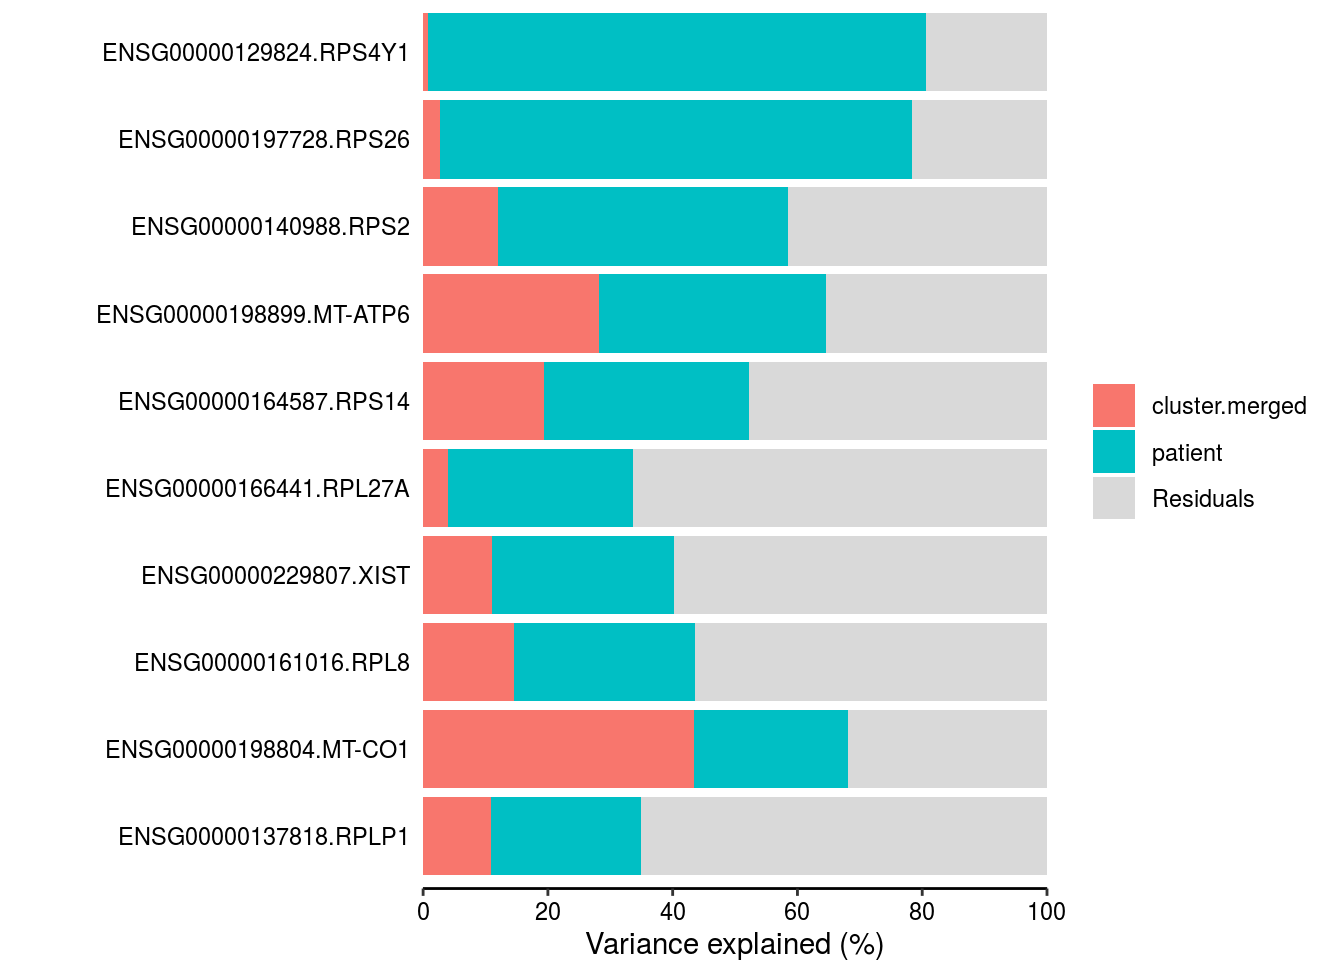 ENSG00000129824.RPS4Y1
ENSG00000197728.RPS26
ENSG00000140988.RPS2
ENSG00000198899.MT-ATP6
ENSG00000164587.RPS14
ENSG00000166441.RPL27A
ENSG00000229807.XIST
ENSG00000161016.RPL8
ENSG00000198804.MT-CO1
ENSG00000137818.RPLP1
0 20 40 60 80 100
Variance explained (%)
cluster.merged
patient
Residuals